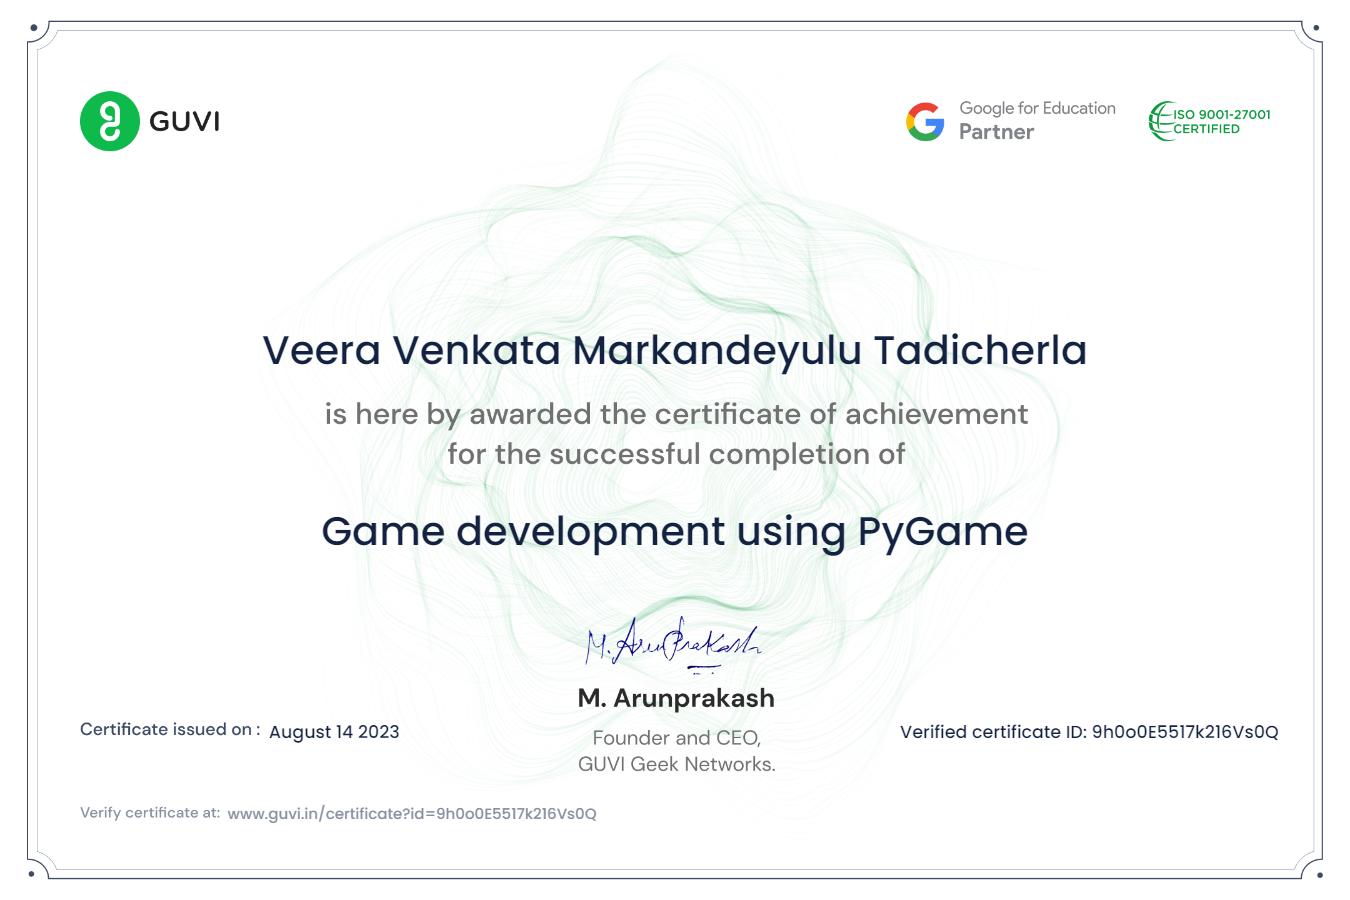 GUVI
Google for Education
Partner
ISO 9001-27001
CERTIFIED
Veera Venkata Markandeyulu Tadicherla
is here by awarded the certificate of achievement
for the successful completion of
Game development using PyGame
M. ArunPrakash
M. Arunprakash
Founder and CEO,
GUVI Geek Networks.
Certificate issued on : August 14 2023
Verified certificate ID: 9h0o0E5517k216Vs0Q
Verify certificate at: www.guvi.in/certificate?id=9h0o0E5517k216Vs0Q